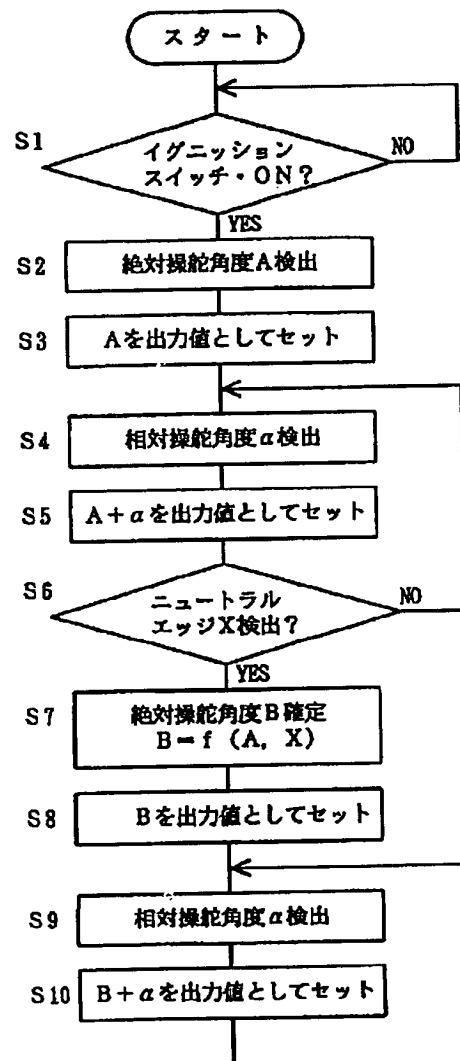 スタート
S1
イグニッション
スイッチ・ON？
NO
YES
S2
絶対操舵角度A検出
S3
Aを出力値としてセット
S4
相対操舵角度α検出
S5
A+αを出力値としてセット
S6
ニュートラル
エッジX検出？
NO
YES
S7
絶対操舵角度B確定
B=f（A，X）
S8
Bを出力値としてセット
S9
相対操舵角度α検出
S10
B+αを出力値としてセット